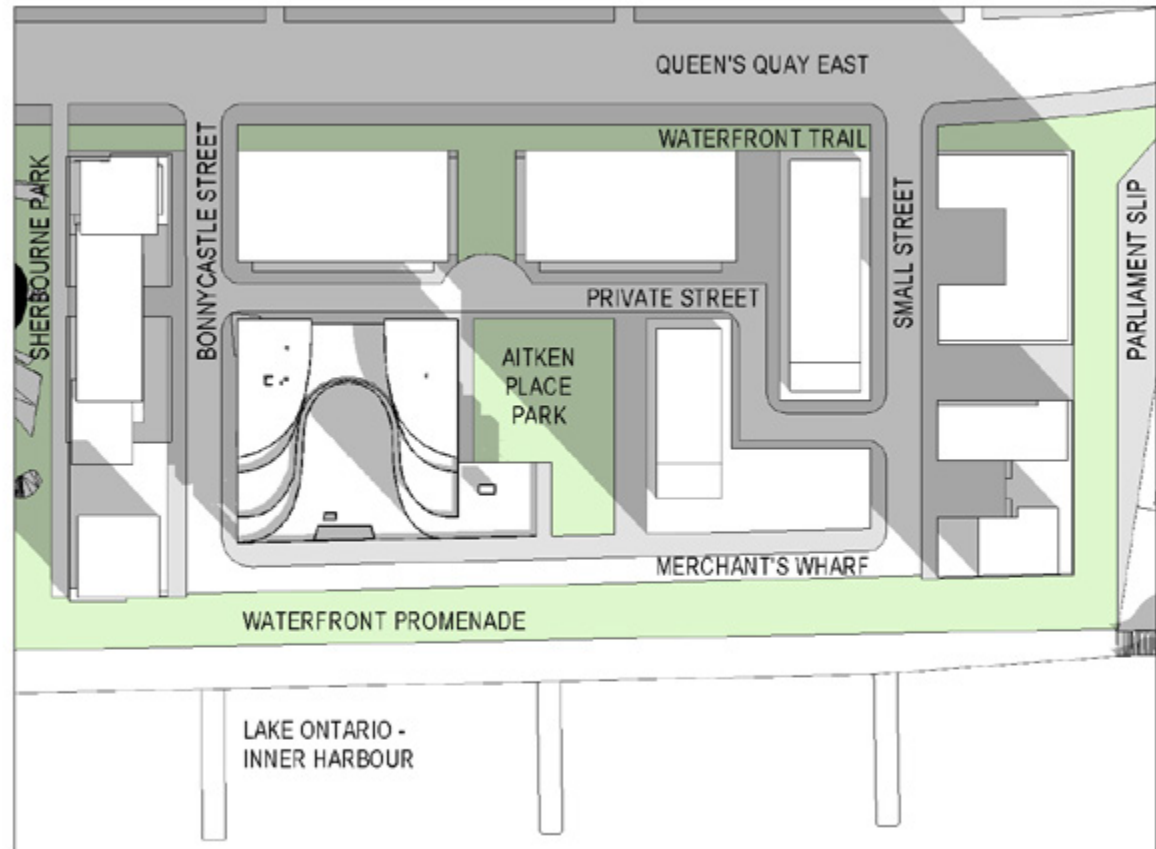 QUEEN'S QUAY EAST
WATERFRONT TRAIL
SHERBOURNE PARK
BONNYCASTLE STREET
SMALL STREET
PARLIAMENT SLIP
PRIVATE STREET
AITKEN
PLACE
PARK
MERCHANT'S WHARF
WATERFRONT PROMENADE
LAKE ONTARIO -
INNER HARBOUR